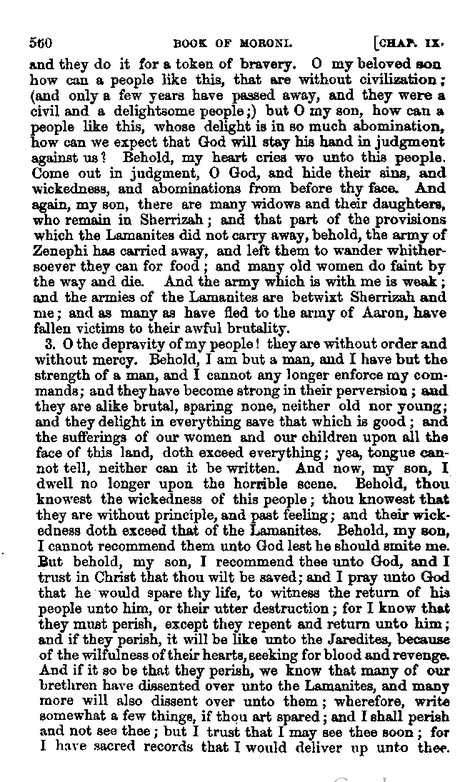 560 BOOK OF MORONI. [CHAP. IX.
and they do it for a token of bravery. O my beloved son
how can a people like this, that are without civilization;
(and only a few years have passed away, and they were a
civil and a delightsome people;) but O my son, how can a
people like this, whose delight is in so much abomination,
how can we expect that God will stay his hand in judgment
against us? Behold, my heart cries wo unto this people.
Come out in judgment, O God, and hide their sins, and
wickedness, and abominations from before thy face. And
again, my son, there are many widows and their daughters,
who remain in Sherrizah; and that part of the provisions
which the Lamanites did not carry away, behold, the army of
Zenephi has carried away, and left them to wander whither-
soever they can for food; and many old women do faint by
the way and die. And the army which is with me is weak;
and the armies of the Lamanites are betwixt Sherrizah and
me; and as many as have fled to the army of Aaron, have
fallen victims to their awful brutality.
3. O the depravity of my people! they are without order and
without mercy. Behold, I am but a man, and I have but the
strength of a man, and I cannot any longer enforce my com-
mands; and they have become strong in their perversion; and
they are alike brutal, sparing none, neither old nor young;
and they delight in everything save that which is good; and
the sufferings of our women and our children upon all the
face of this land, doth exceed everything; yea, tongue can-
not tell, neither can it be written. And now, my son, I
dwell no longer upon the horrible scene. Behold, thou
knowest the wickedness of this people; thou knowest that
they are without principle, and past feeling; and their wick-
edness doth exceed that of the Lamanites. Behold, my son,
I cannot recommend them unto God lest he should smite me.
But behold, my son, I recommend thee unto God, and I
trust in Christ that thou wilt be saved; and I pray unto God
that he would spare thy life, to witness the return of his
people unto him, or their utter destruction; for I know that
they must perish, except they repent and return unto him;
and if they perish, it will be like unto the Jaredites, because
of the wilfulness of their hearts, seeking for blood and revenge.
And if it so be that they perish, we know that many of our
brethren have dissented over unto the Lamanites, and many
more will also dissent over unto them; wherefore, write
somewhat a few things, if thou art spared; and I shall perish
and not see thee; but I trust that I may see thee soon; for
I have sacred records that I would deliver up unto thee.